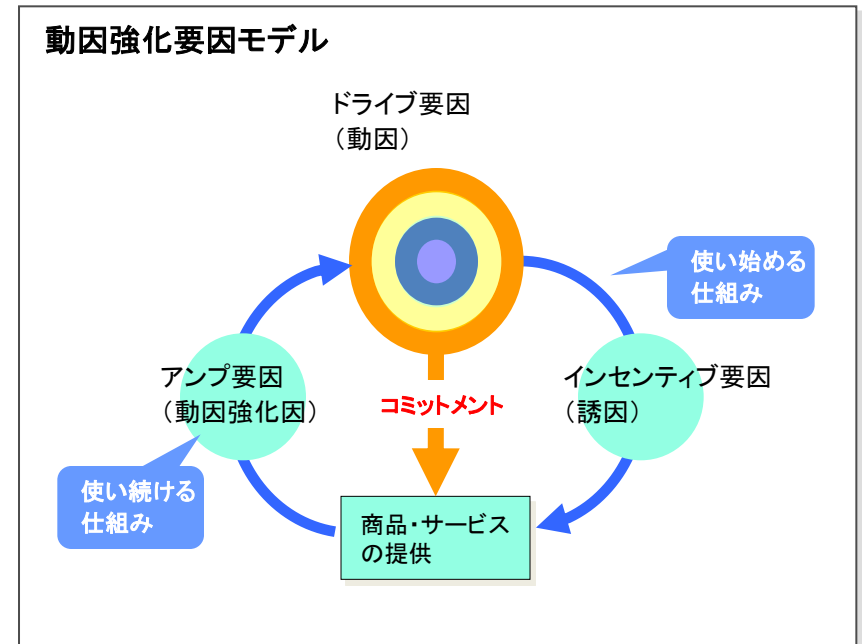 動因強化要因モデル
ドライブ要因
（動因）
使い始める
仕組み
アンプ要因
（動因強化因）
コミットメント
インセンティブ要因
（誘因）
使い続ける
仕組み
商品・サービス
の提供